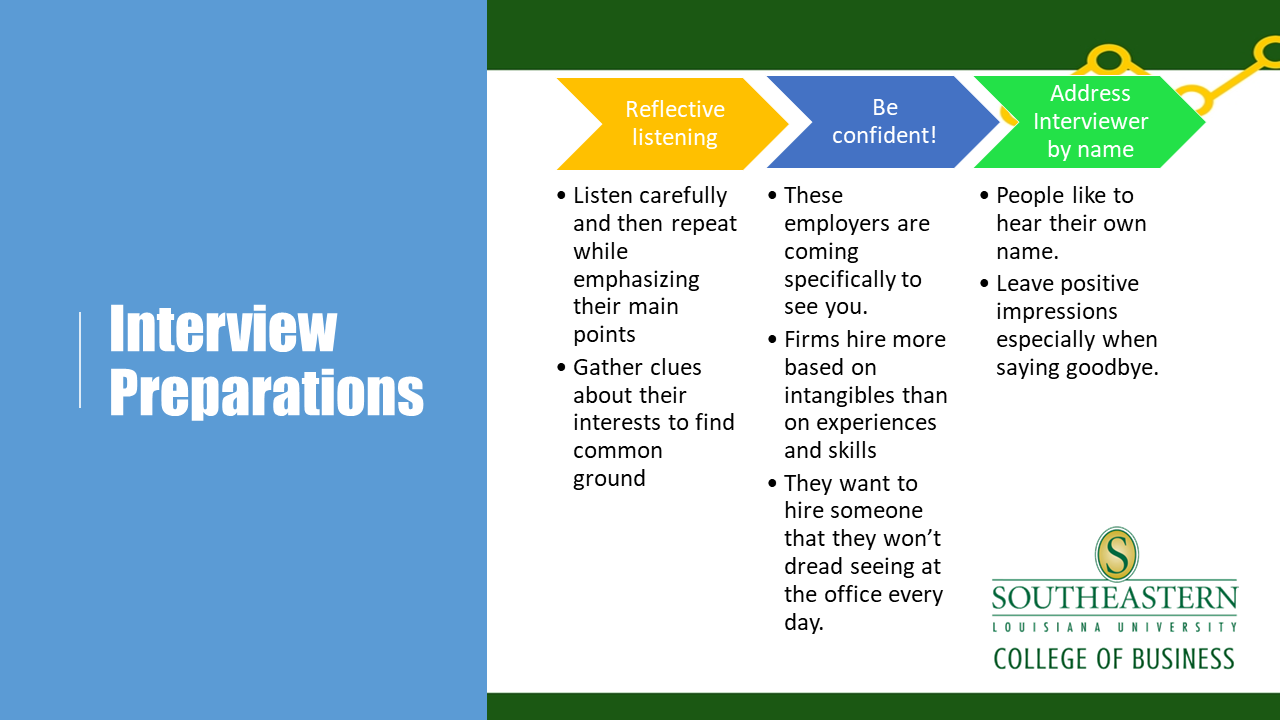 Interview
Preparations
Reflective
listening
• Listen carefully
and then repeat
while
emphasizing
their main
points
• Gather clues
about their
interests to find
common
ground
Be
confident!
• These
employers are
coming
specifically to
see you.
• Firms hire more
based on
intangibles than
on experiences
and skills
• They want to
hire someone
that they won’t
dread seeing at
the office every
day.
Address
Interviewer
by name
• People like to
hear their own
name.
• Leave positive
impressions
especially when
saying goodbye.
S
SOUTHEASTERN
LOUISIANA UNIVERSITY
COLLEGE OF BUSINESS